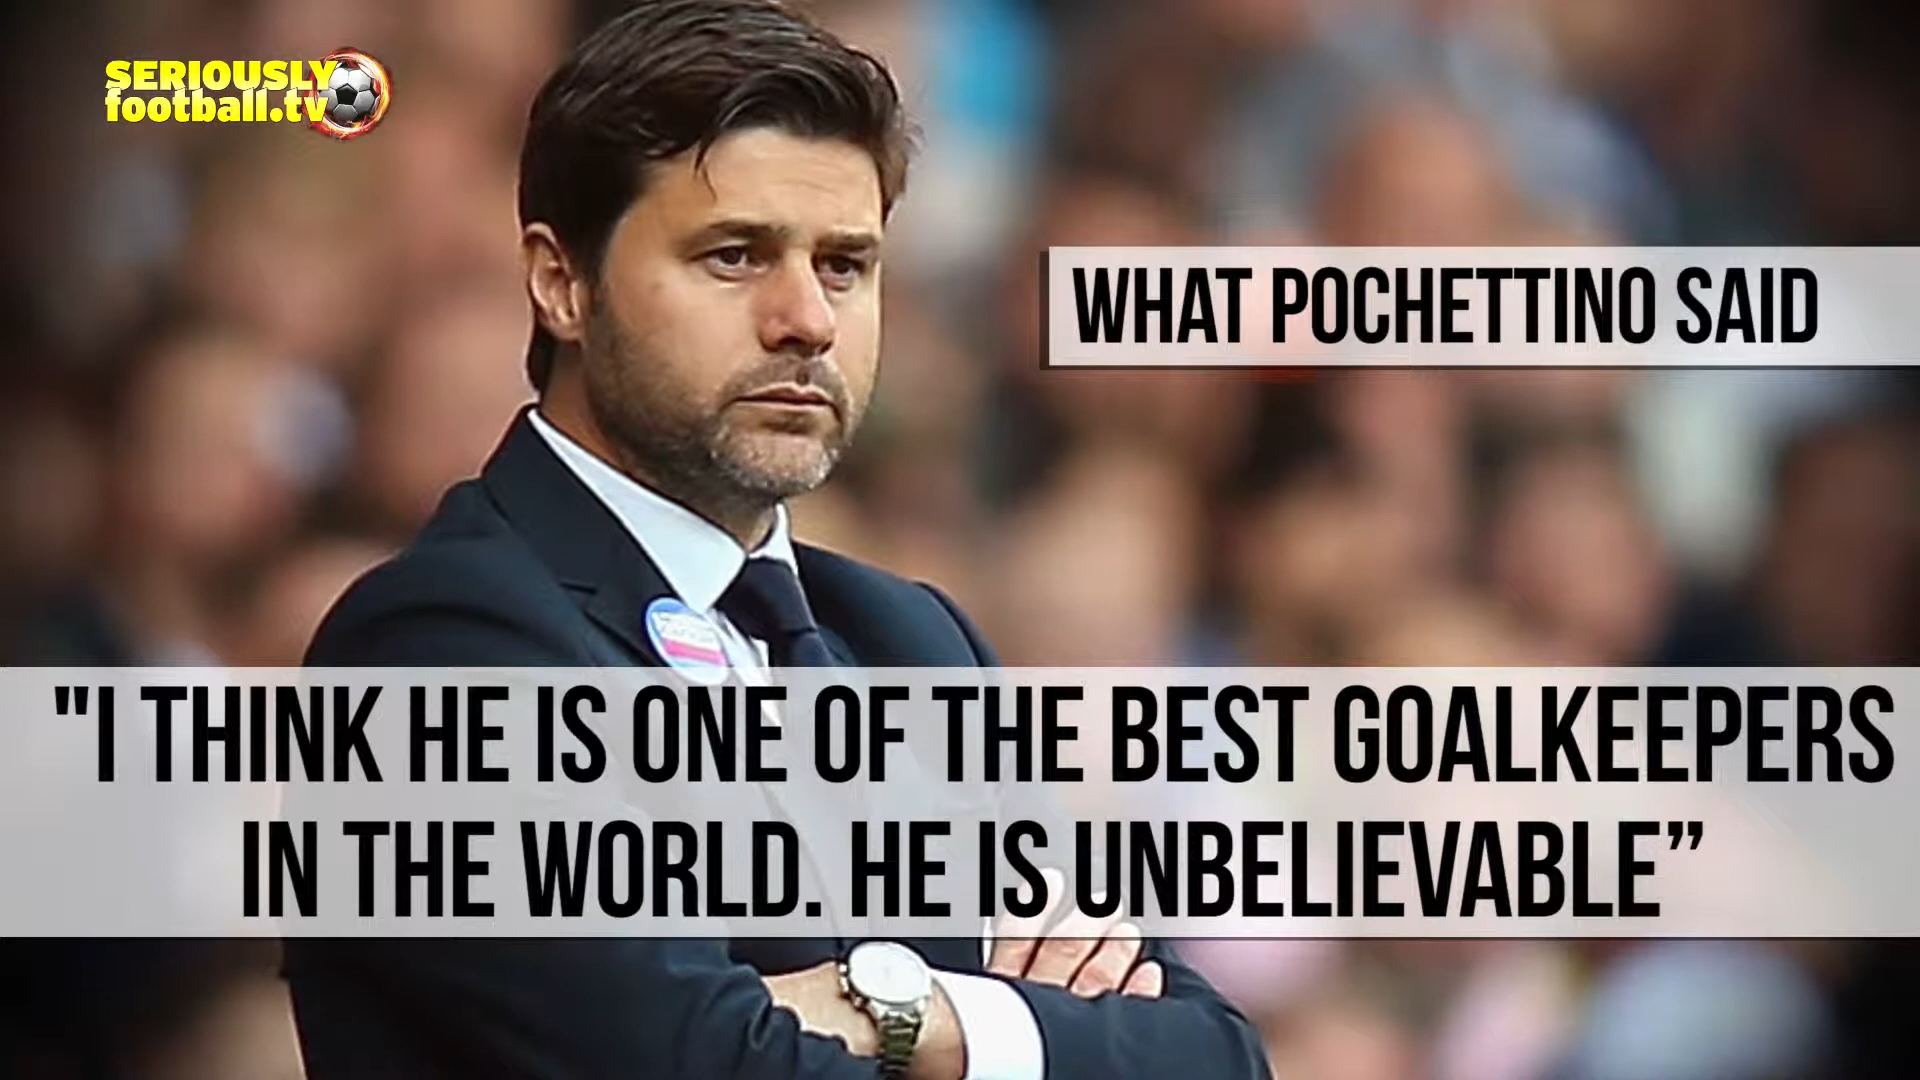 SERIOUSLY
football.tv
WHAT POCHETTINO SAID
"I THINK HE IS ONE OF THE BEST GOALKEEPERS
IN THE WORLD. HE IS UNBELIEVABLE”